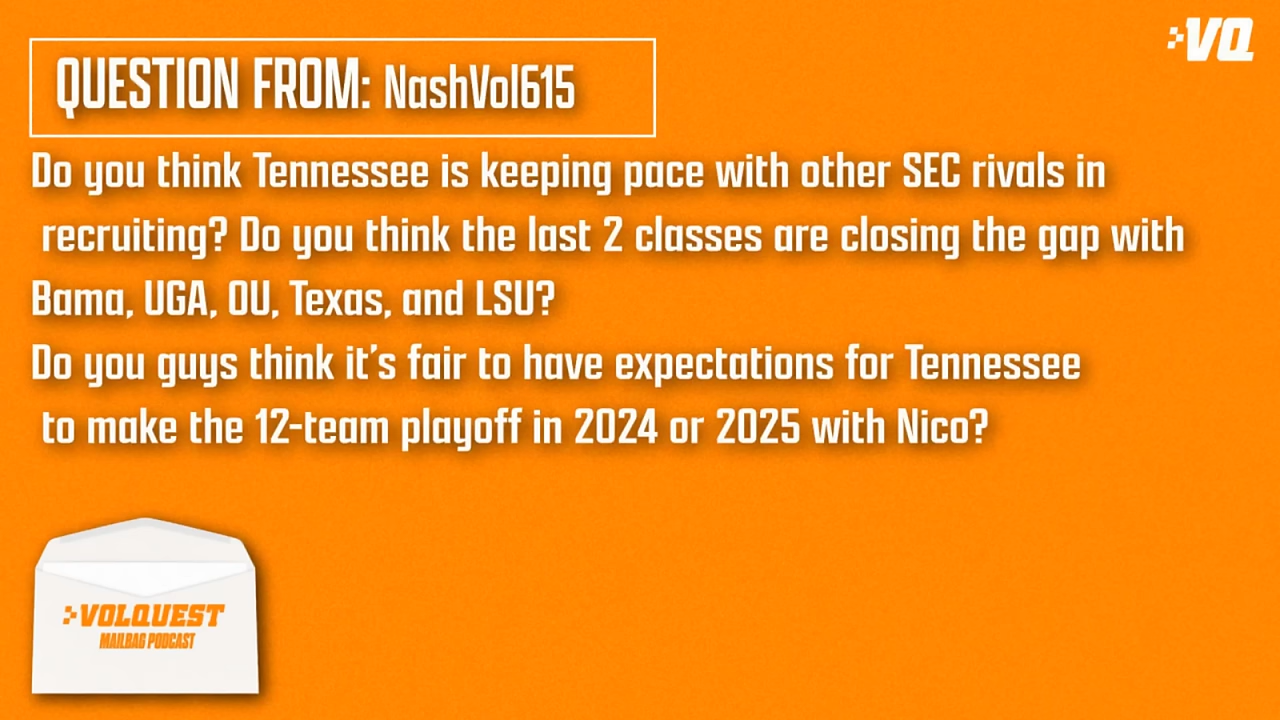 VQ
QUESTION FROM: NashVol615
Do you think Tennessee is keeping pace with other SEC rivals in
recruiting? Do you think the last 2 classes are closing the gap with
Bama, UGA, OU, Texas, and LSU?
Do you guys think it's fair to have expectations for Tennessee
to make the 12-team playoff in 2024 or 2025 with Nico?
VOLQUEST
MAILBAG PODCAST